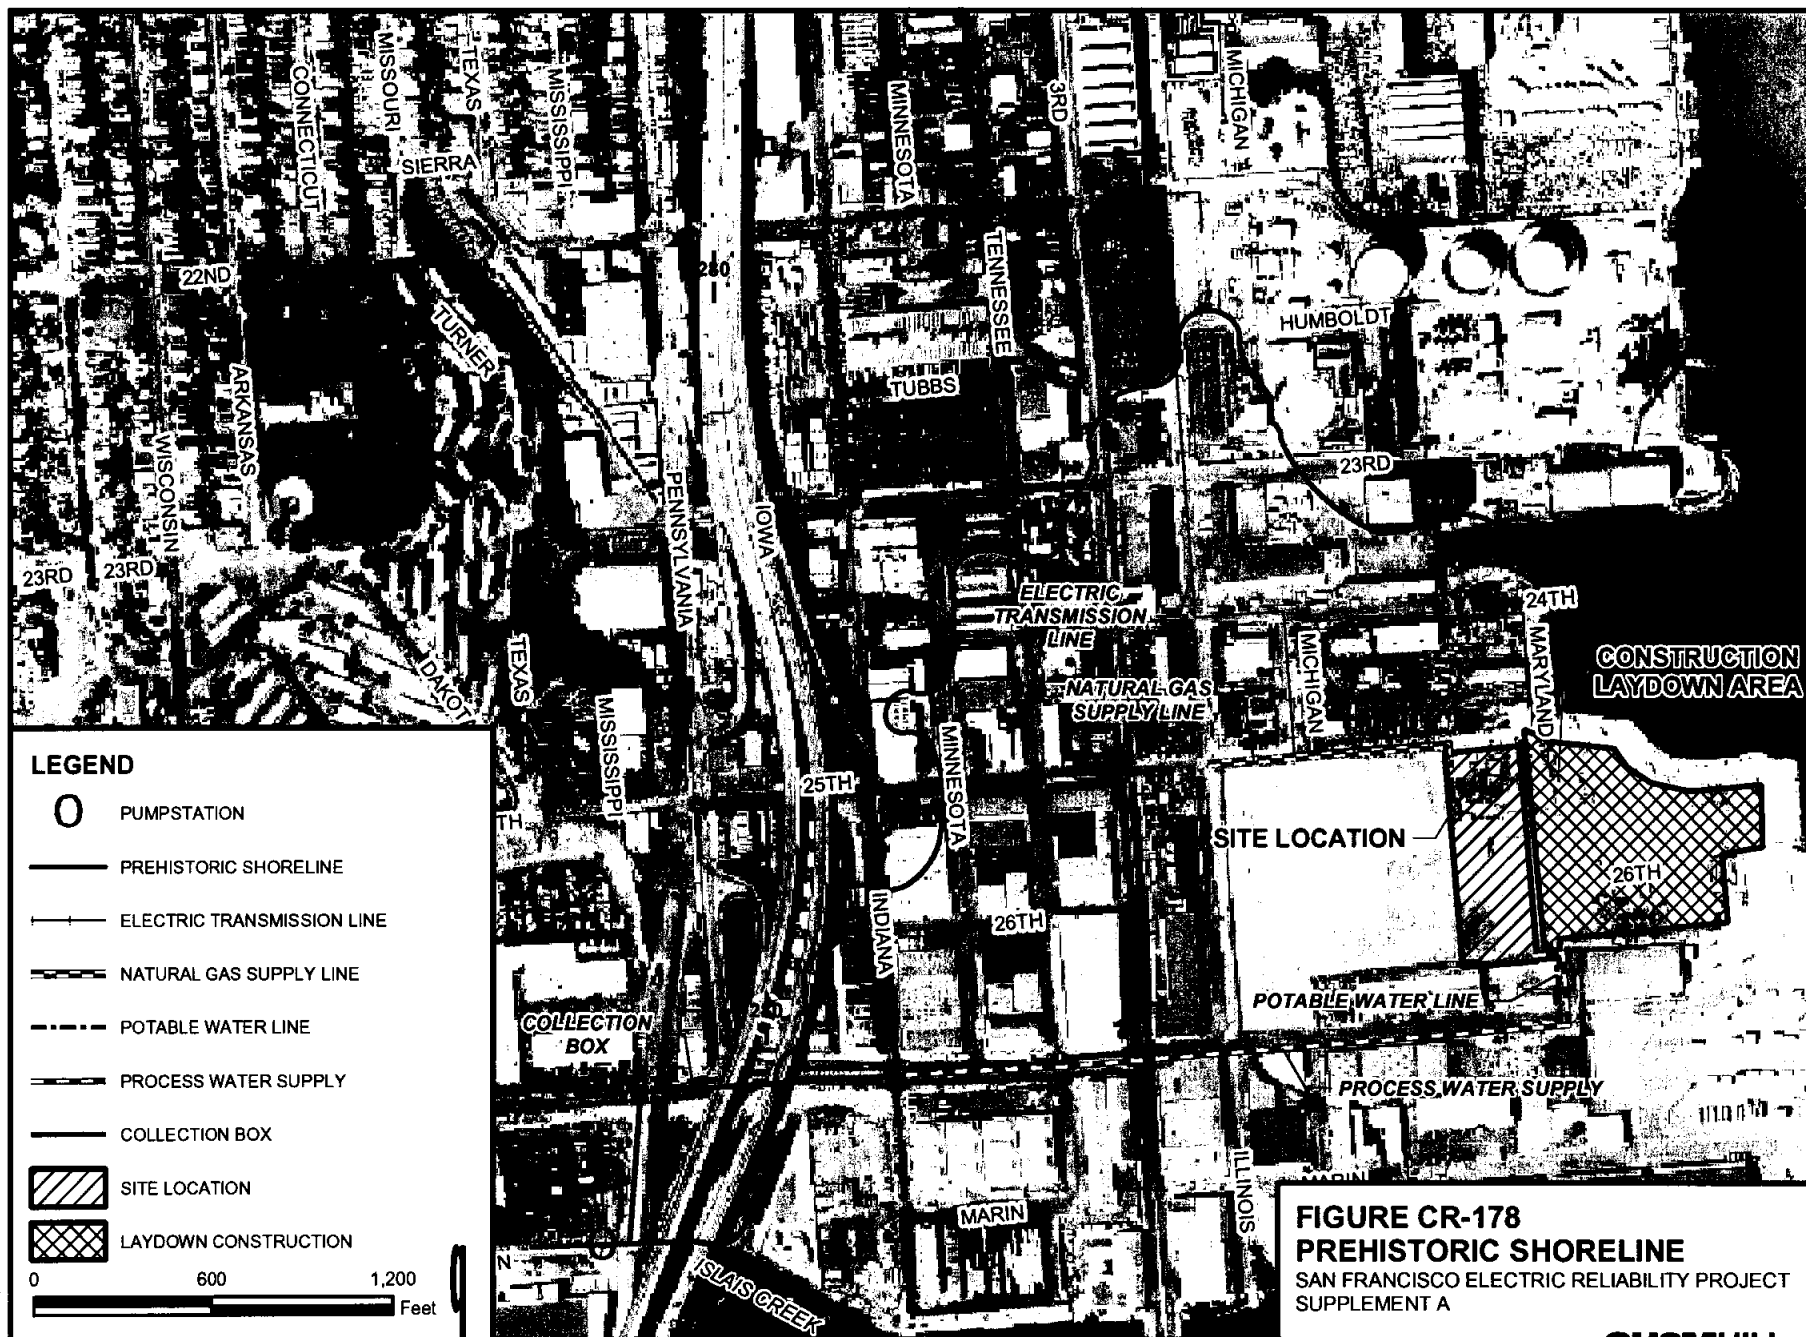 CONNECTICUT
MISSOURI
TEXAS
MISSISSIPPI
MINNESOTA
3RD
MICHIGAN
SIERRA
22ND
280
TENNESSEE
TURNER
HUMBOLDT
ARKANSAS
TUBBS
WISCONSIN
PENNSYLVANIA
IOWA
23RD
23RD
23RD
ELECTRIC
TRANSMISSION
LINE
24TH
TEXAS
DAKOT
MICHIGAN
MARYLAND
CONSTRUCTION
LAYDOWN AREA
NATURAL GAS
SUPPLY LINE
MISSISSIPPI
MINNESOTA
25TH
TH
SITE LOCATION
26TH
INDIANA
26TH
POTABLE WATER LINE
COLLECTION
BOX
PROCESS WATER SUPPLY
ILLINOIS
MARIN
MARIN
ISLAIS CREEK
LEGEND
PUMPSTATION
PREHISTORIC SHORELINE
ELECTRIC TRANSMISSION LINE
NATURAL GAS SUPPLY LINE
POTABLE WATER LINE
PROCESS WATER SUPPLY
COLLECTION BOX
SITE LOCATION
LAYDOWN CONSTRUCTION
0 600 1,200
Feet
FIGURE CR-178
PREHISTORIC SHORELINE
SAN FRANCISCO ELECTRIC RELIABILITY PROJECT
SUPPLEMENT A